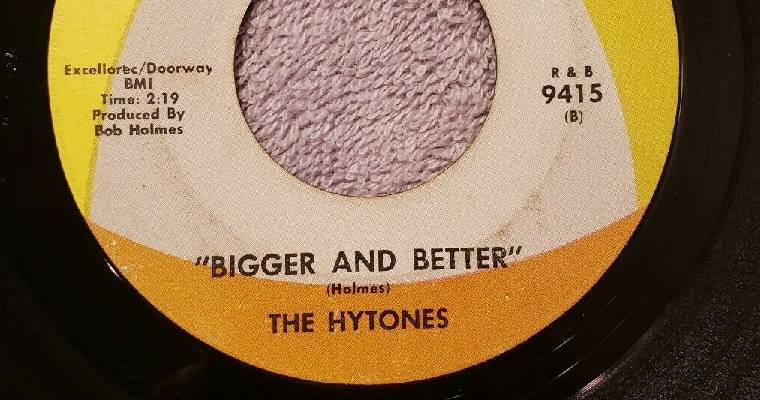 Excellorec/Doorway
BMI
Time: 2:19
Produced By
Bob Holmes
R & B
9415
(B)
"BIGGER AND BETTER"
(Holmes)
THE HYTONES